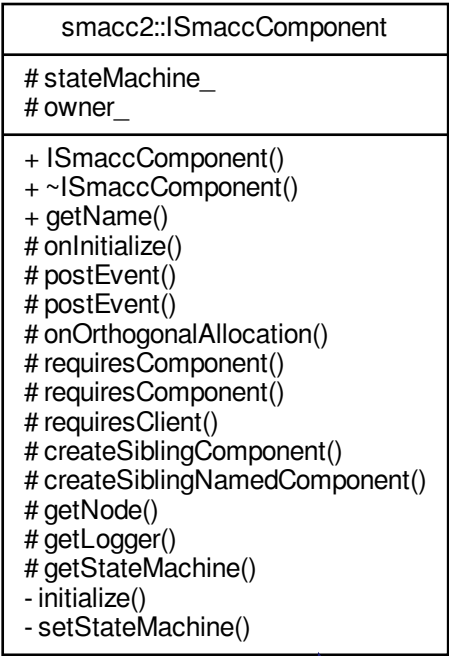 smacc2::ISmaccComponent
# stateMachine_
# owner_
+ ISmaccComponent()
+ ~ISmaccComponent()
+ getName()
# onInitialize()
# postEvent()
# postEvent()
# onOrthogonalAllocation()
# requiresComponent()
# requiresComponent()
# requiresClient()
# createSiblingComponent()
# createSiblingNamedComponent()
# getNode()
# getLogger()
# getStateMachine()
- initialize()
- setStateMachine()